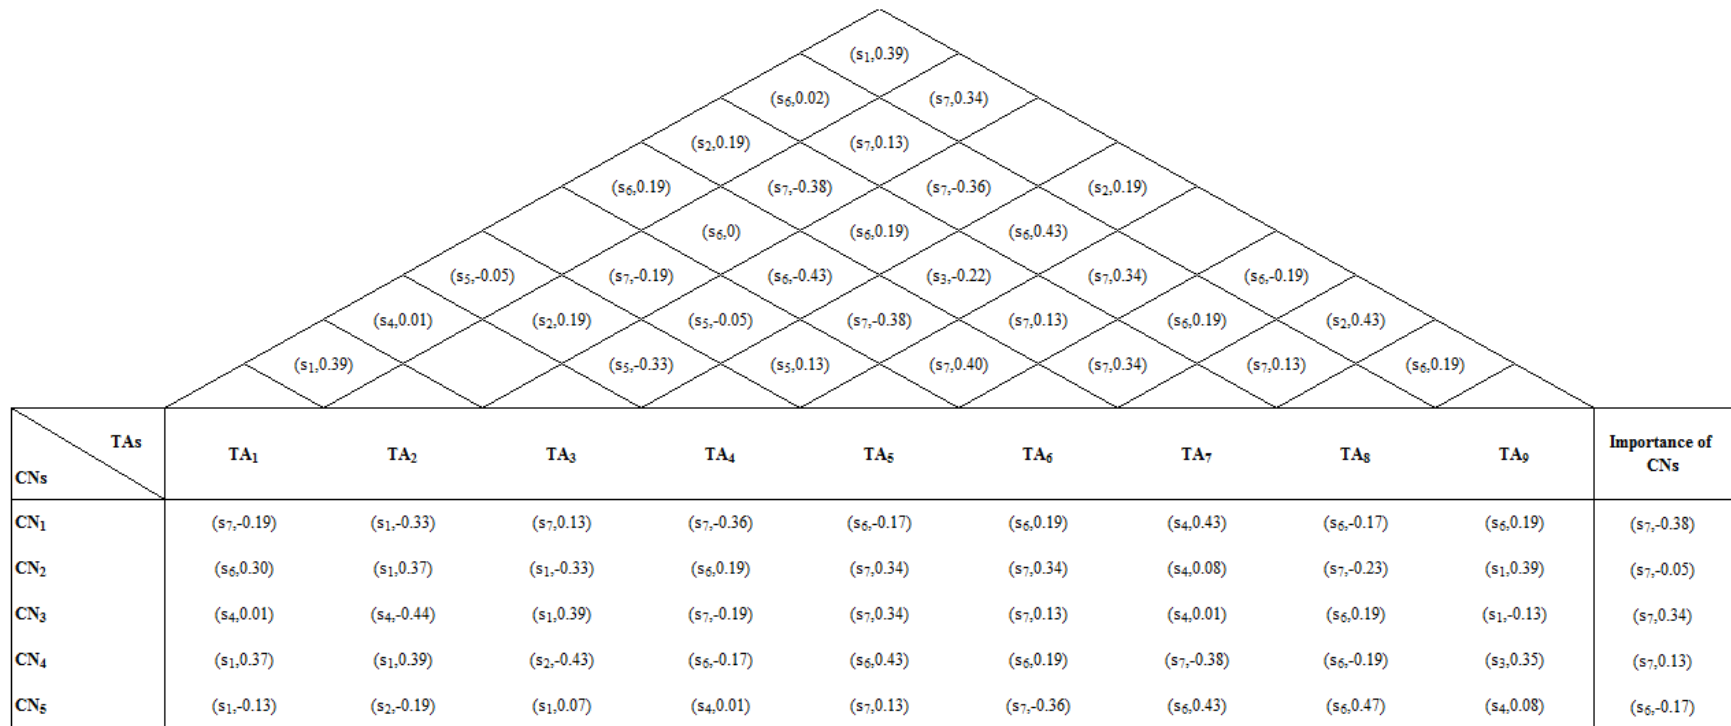 (s1,0.39)
(s6,0.02) (s7,0.34)
(s2,0.19) (s7,0.13)
(s6,0.19) (s7,-0.38) (s7,-0.36) (s2,0.19)
(s6,0) (s6,0.19) (s6,0.43)
(s5,-0.05) (s7,-0.19) (s6,-0.43) (s3,-0.22) (s7,0.34) (s6,-0.19)
(s4,0.01) (s2,0.19) (s5,-0.05) (s7,-0.38) (s7,0.13) (s6,0.19) (s2,0.43)
(s1,0.39) (s5,-0.33) (s5,0.13) (s7,0.40) (s7,0.34) (s7,0.13) (s6,0.19)
TAs CNs TA1 TA2 TA3 TA4 TA5 TA6 TA7 TA8 TA9 Importance of CNs
CN1 (s7,-0.19) (s1,-0.33) (s7,0.13) (s7,-0.36) (s6,-0.17) (s6,0.19) (s4,0.43) (s6,-0.17) (s6,0.19) (s7,-0.38)
CN2 (s6,0.30) (s1,0.37) (s1,-0.33) (s6,0.19) (s7,0.34) (s7,0.34) (s4,0.08) (s7,-0.23) (s1,0.39) (s7,-0.05)
CN3 (s4,0.01) (s4,-0.44) (s1,0.39) (s7,-0.19) (s7,0.34) (s7,0.13) (s4,0.01) (s6,0.19) (s1,-0.13) (s7,0.34)
CN4 (s1,0.37) (s1,0.39) (s2,-0.43) (s6,-0.17) (s6,0.43) (s6,0.19) (s7,-0.38) (s6,-0.19) (s3,0.35) (s7,0.13)
CN5 (s1,-0.13) (s2,-0.19) (s1,0.07) (s4,0.01) (s7,0.13) (s7,-0.36) (s6,0.43) (s6,0.47) (s4,0.08) (s6,-0.17)